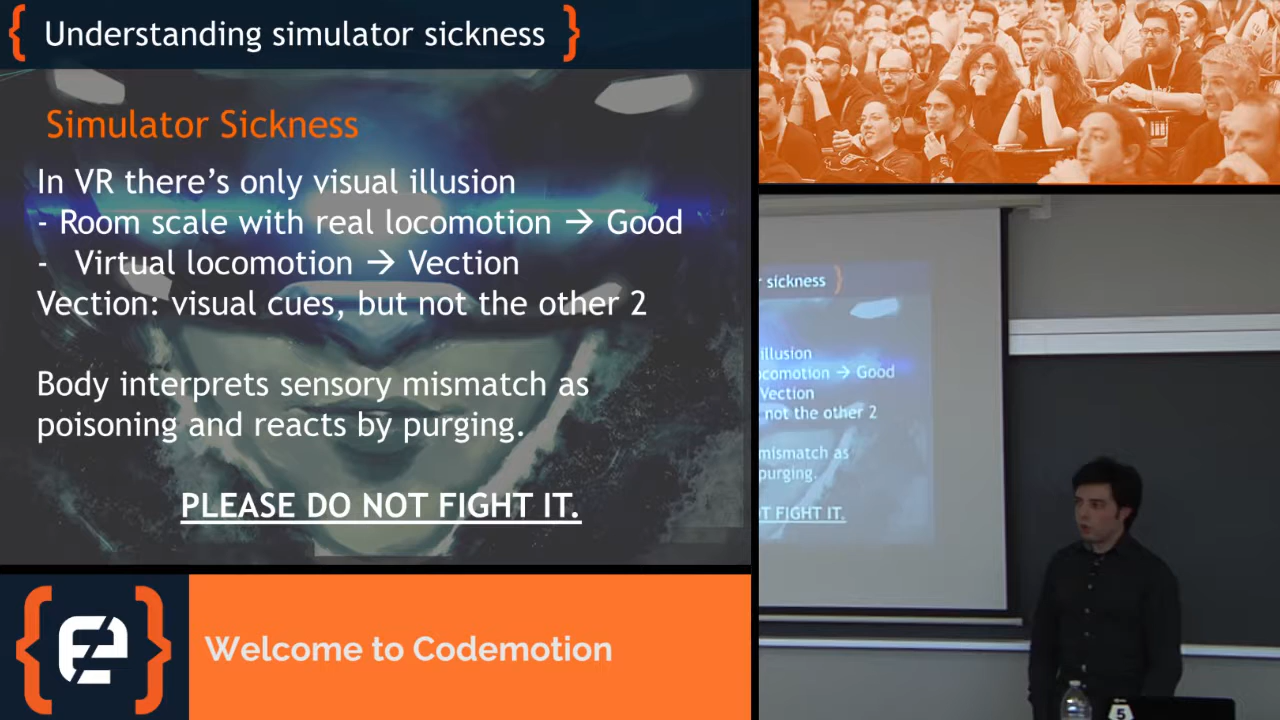 { Understanding simulator sickness }
Simulator Sickness
In VR there’s only visual illusion
- Room scale with real locomotion → Good
- Virtual locomotion → Vection
Vection: visual cues, but not the other 2
Body interprets sensory mismatch as
poisoning and reacts by purging.
PLEASE DO NOT FIGHT IT.
Welcome to Codemotion
sickness }
illusion
ocomotion → Good
Vection
not the other 2
mismatch as
purging.
T FIGHT IT.
5